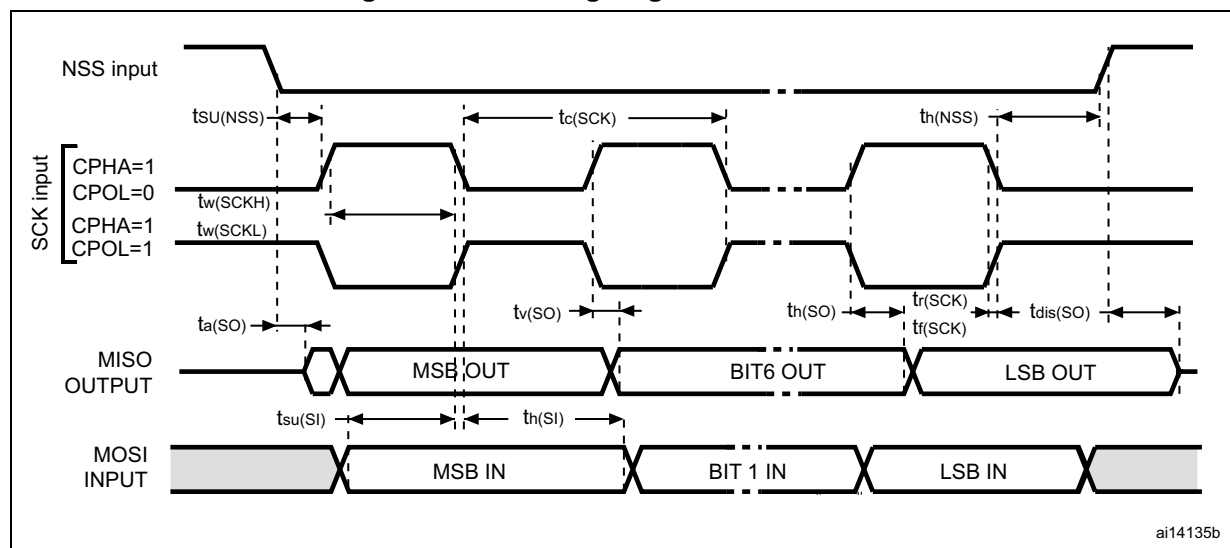 NSS input
tSU(NSS)
tc(SCK)
th(NSS)
SCK input
CPHA=1
CPOL=0
tw(SCKH)
CPHA=1
tw(SCKL)
CPOL=1
ta(SO)
tv(SO)
th(SO)
tr(SCK)
tf(SCK)
tdis(SO)
MISO
OUTPUT
MSB OUT
BIT6 OUT
LSB OUT
tsu(SI)
th(SI)
MOSI
INPUT
MSB IN
BIT 1 IN
LSB IN
ai14135b